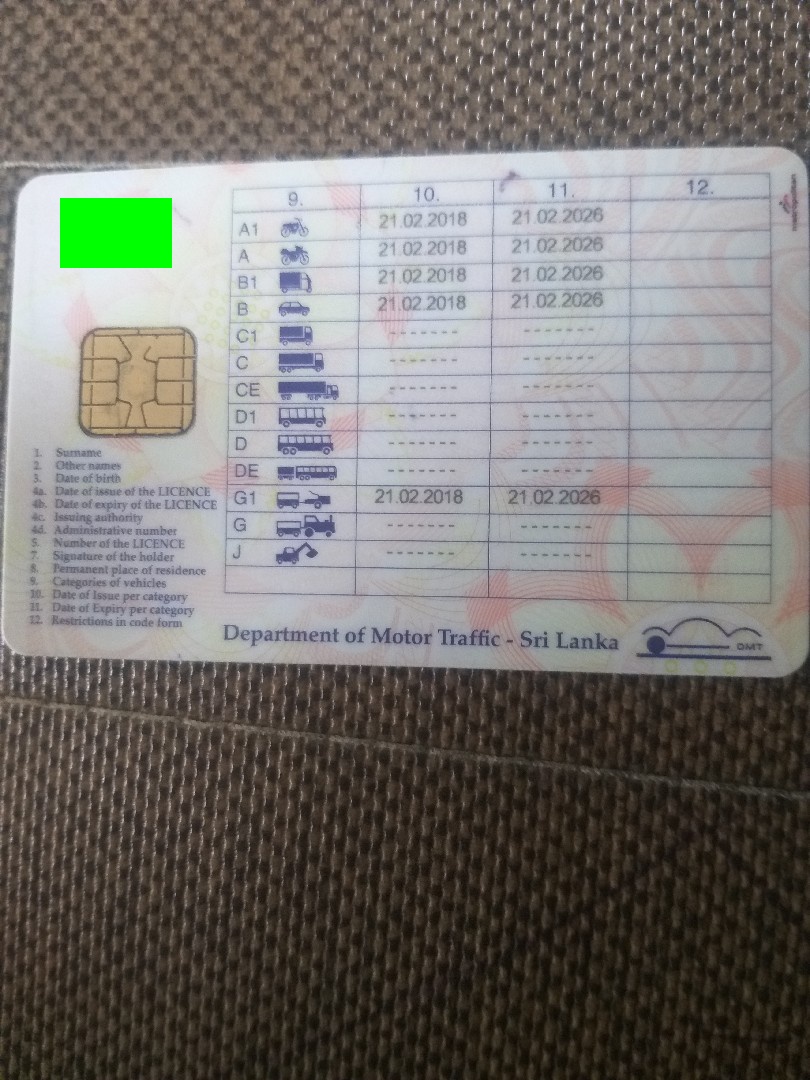 9. 10. 11. 12.
A1 21.02.2018 21.02.2026
A 21.02.2018 21.02.2026
B1 21.02.2018 21.02.2026
B 21.02.2018 21.02.2026
C1 ------- -------
C ------- -------
CE ------- -------
D1 ------- -------
D ------- -------
DE ------- -------
G1 21.02.2018 21.02.2026
G ------- -------
J ------- -------
1. Surname
2. Other names
3. Date of birth
4a. Date of issue of the LICENCE
4b. Date of expiry of the LICENCE
4c. Issuing authority
4d. Administrative number
5. Number of the LICENCE
7. Signature of the holder
8. Permanent place of residence
9. Categories of vehicles
10. Date of Issue per category
11. Date of Expiry per category
12. Restrictions in code form
Department of Motor Traffic - Sri Lanka
DMT